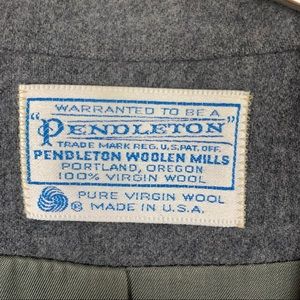 WARRANTED TO BE A
"PENDLETON"
TRADE MARK REG. U.S. PAT. OFF.
PENDLETON WOOLEN MILLS
PORTLAND, OREGON
100% VIRGIN WOOL
PURE VIRGIN WOOL
® MADE IN U.S.A.